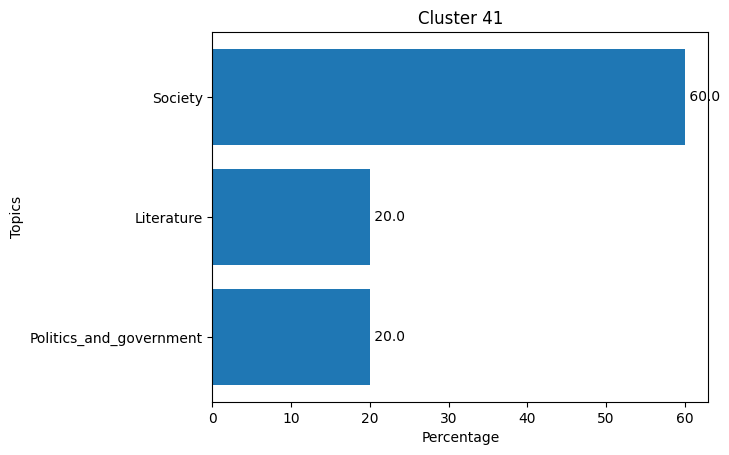 Cluster 41
Society
60.0
Literature
20.0
Politics_and_government
20.0
Topics
0 10 20 30 40 50 60
Percentage